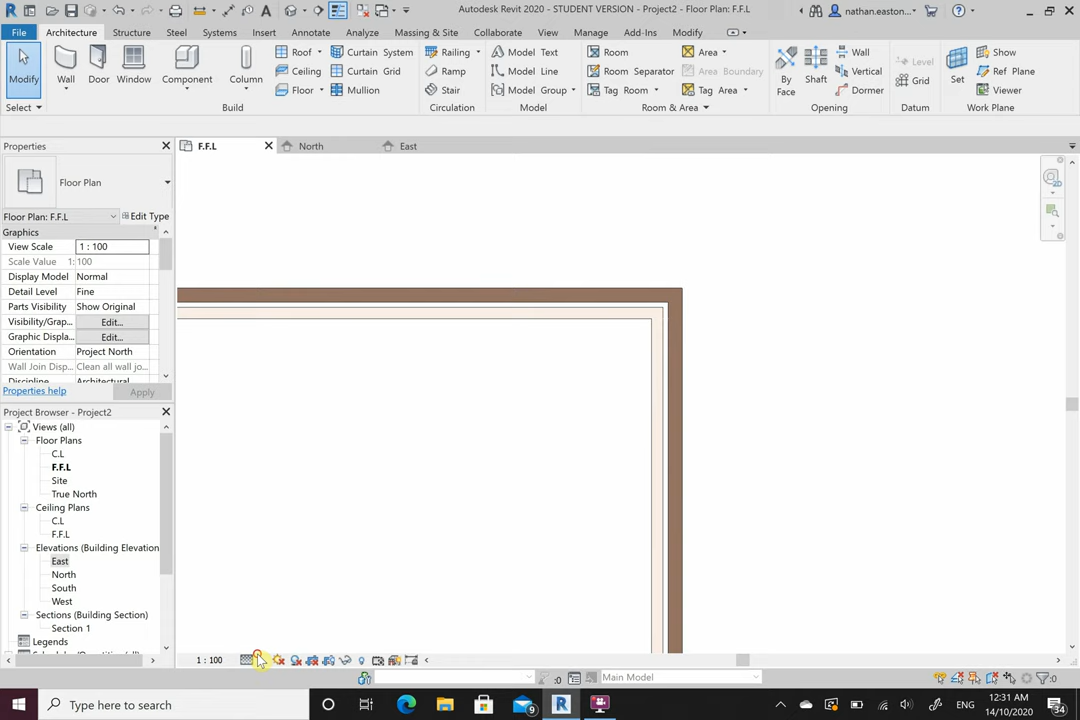 Autodesk Revit 2020 - STUDENT VERSION - Project2 - Floor Plan: F.F.L
nathan.easton...
File Architecture Structure Steel Systems Insert Annotate Analyze Massing & Site Collaborate View Manage Add-Ins Modify
Modify Wall Door Window Component Column
Roof Curtain System Railing Model Text Room Area Wall Show
Ceiling Curtain Grid Ramp Model Line Room Separator Area Boundary Vertical Level Ref Plane
Floor Mullion Stair Model Group Tag Room Tag Area By Face Shaft Dormer Grid Set Viewer
Select Build Circulation Model Room & Area Opening Datum Work Plane
Properties
F.F.L North East
Floor Plan
Floor Plan: F.F.L Edit Type
Graphics
View Scale 1 : 100
Scale Value 1: 100
Display Model Normal
Detail Level Fine
Parts Visibility Show Original
Visibility/Grap... Edit...
Graphic Displa... Edit...
Orientation Project North
Wall Join Disp... Clean all wall jo...
Discipline Architectural
Properties help Apply
Project Browser - Project2
Views (all)
Floor Plans
C.L
F.F.L
Site
True North
Ceiling Plans
C.L
F.F.L
Elevations (Building Elevation
East
North
South
West
Sections (Building Section)
Section 1
Legends
1 : 100
:0 Main Model :0
Type here to search
9
ENG
12:31 AM
14/10/2020
34